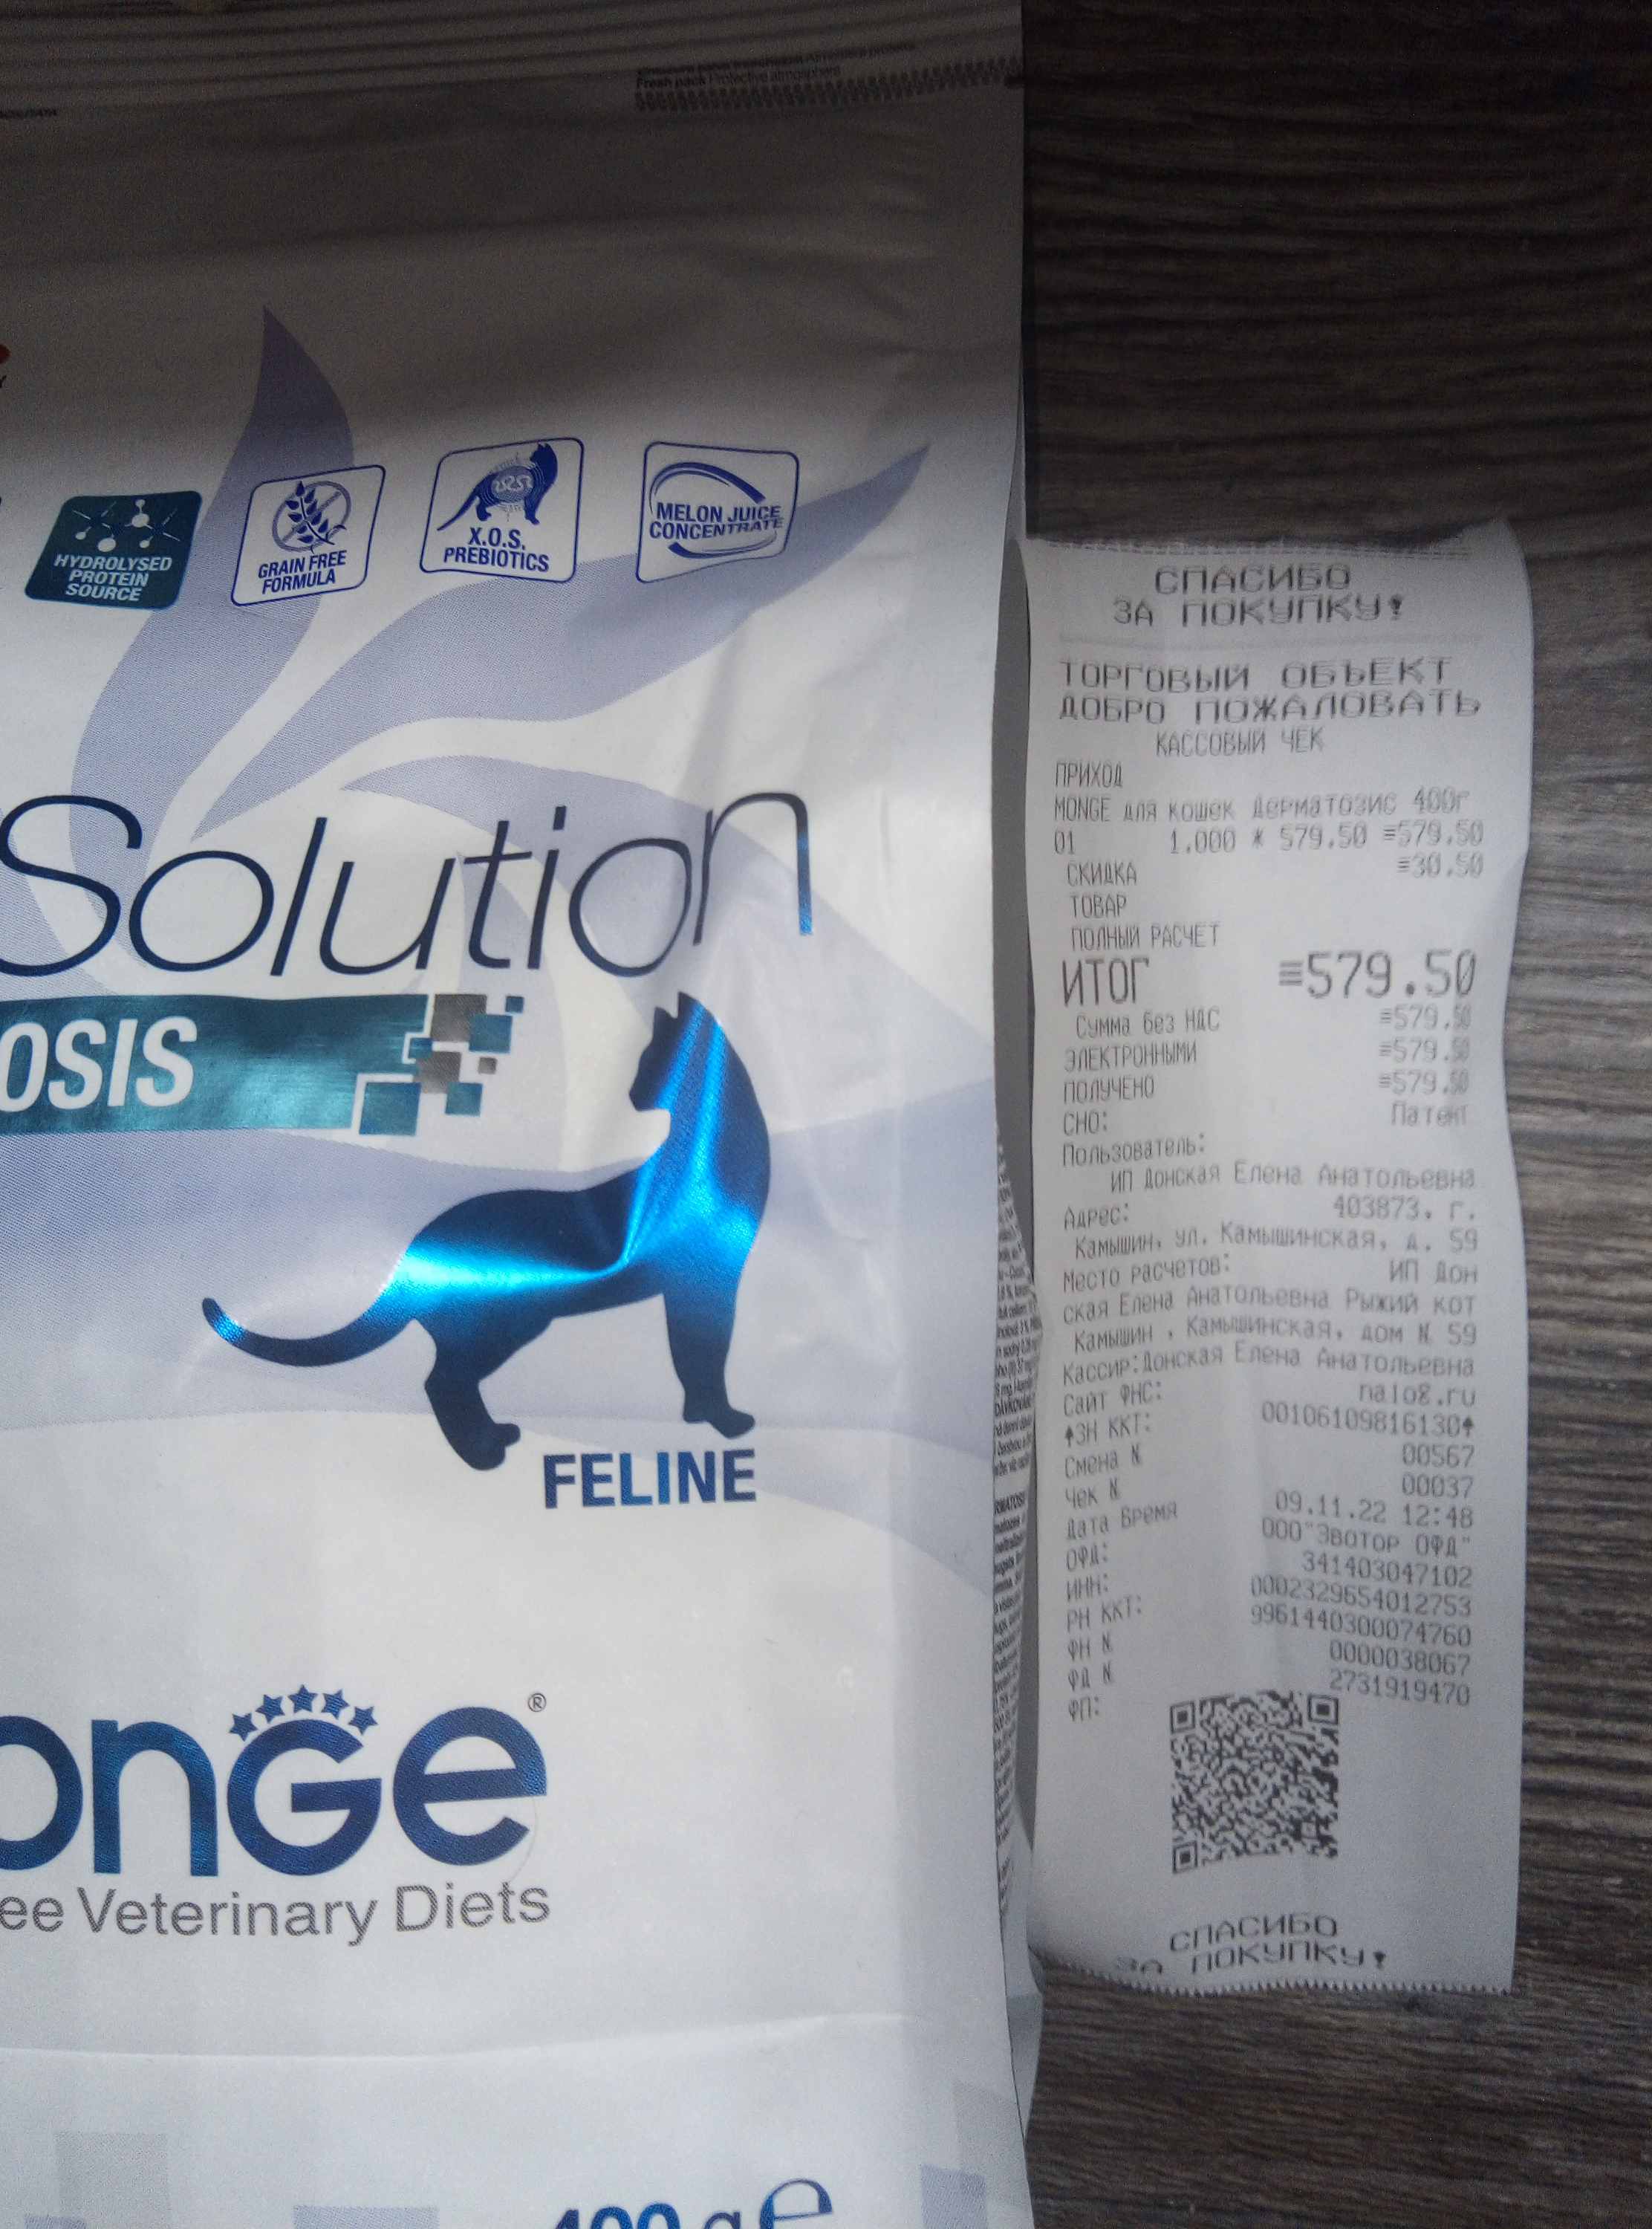 Fresh pack Protective atmosphere
HYDROLYSED
PROTEIN
SOURCE
GRAIN FREE
FORMULA
X.O.S.
PREBIOTICS
MELON JUICE
CONCENTRATE
Solution
OSIS
FELINE
onGe®
ee Veterinary Diets
400 g e
СПАСИБО
ЗА ПОКУПКУ!
ТОРГОВЫЙ ОБЪЕКТ
ДОБРО ПОЖАЛОВАТЬ
КАССОВЫЙ ЧЕК
ПРИХОД
MONGE для кошек Дерматозис 400г
01 1.000 * 579.50 =579.50
СКИДКА =30.50
ТОВАР
ПОЛНЫЙ РАСЧЕТ
ИТОГ =579.50
Сумма без НДС =579.50
ЭЛЕКТРОННЫМИ =579.50
ПОЛУЧЕНО =579.50
СНО: Патент
Пользователь:
ИП Донская Елена Анатольевна
Адрес: 403873, г.
Камышин, ул. Камышинская, д. 59
Место расчетов: ИП Дон
ская Елена Анатольевна Рыжий кот
Камышин , Камышинская, дом N 59
Кассир:Донская Елена Анатольевна
Сайт ФНС: nalog.ru
↑ЗН ККТ: 00106109816130↑
Смена N 00567
Чек N 00037
Дата Время 09.11.22 12:48
ОФД: ООО"Эвотор ОФД"
ИНН: 341403047102
РН ККТ: 0002329654012753
ФН N 9961440300074760
ФД N 0000038067
ФП: 2731919470
СПАСИБО
ЗА ПОКУПКУ!